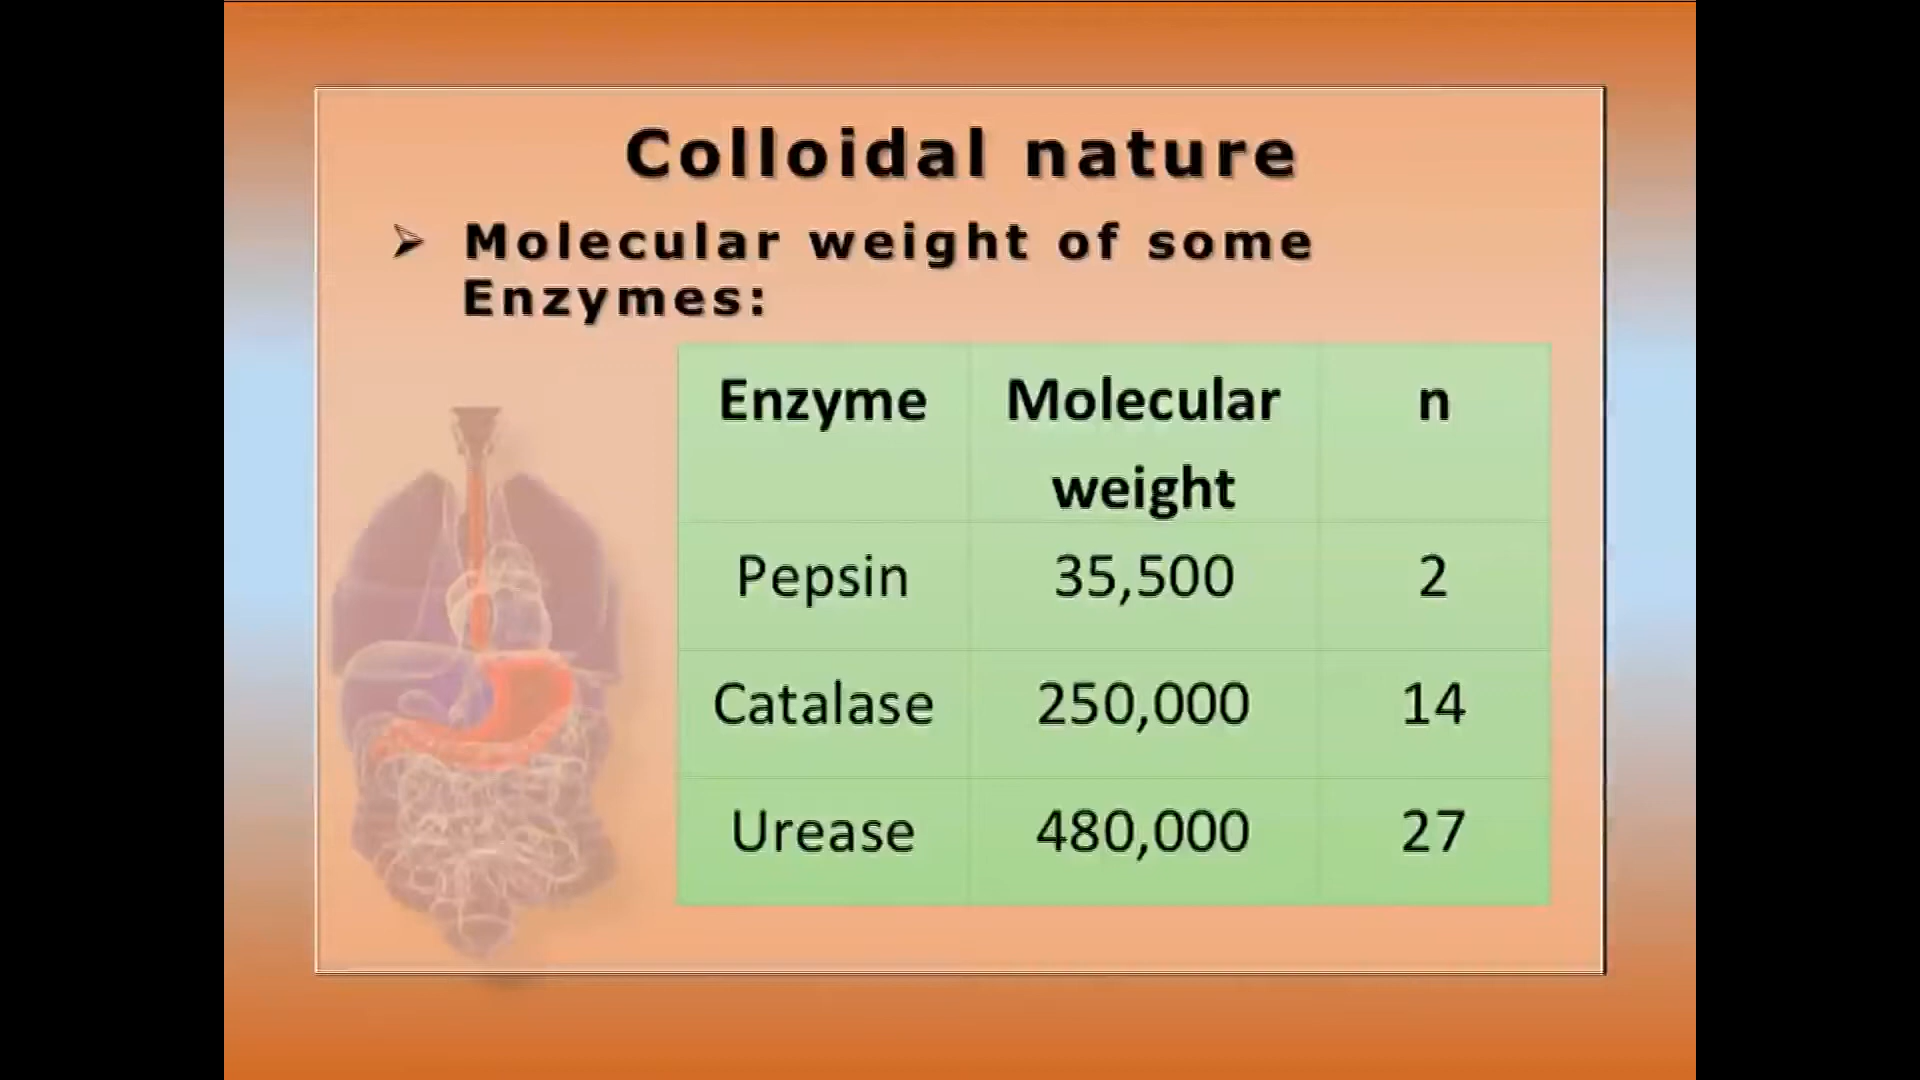 Colloidal nature
➢ Molecular weight of some
Enzymes:
Enzyme Molecular weight n
Pepsin 35,500 2
Catalase 250,000 14
Urease 480,000 27